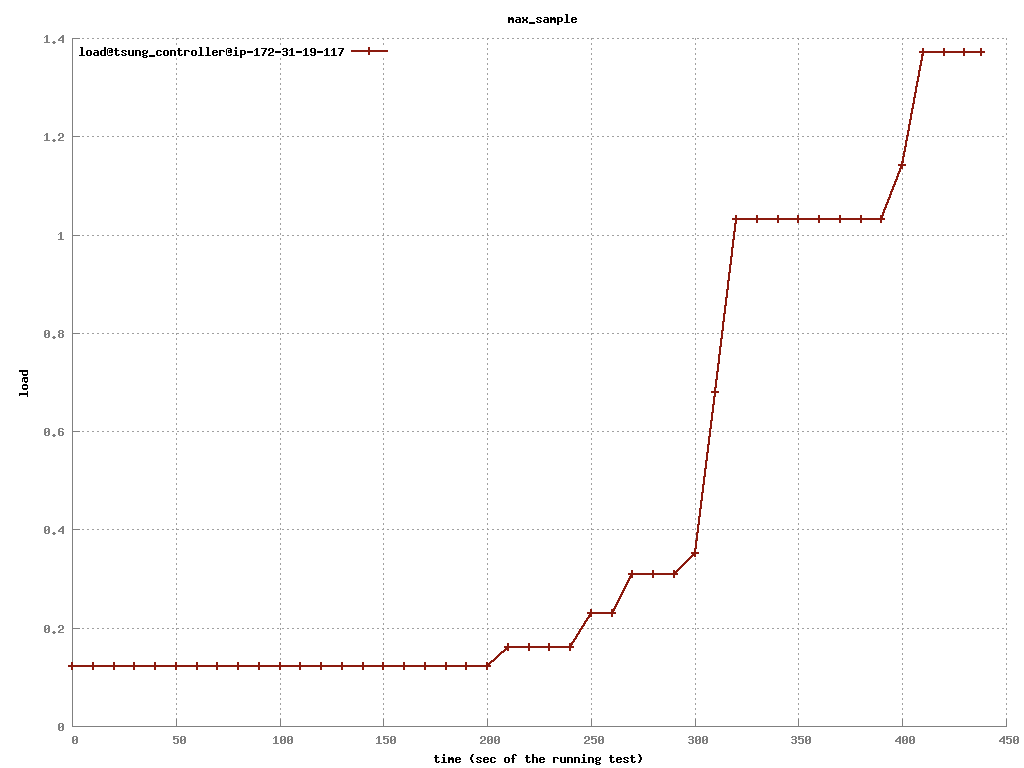 max_sample
load@tsung_controller@ip-172-31-19-117
1.4
1.2
1
0.8
0.6
0.4
0.2
0
load
0 50 100 150 200 250 300 350 400 450
time (sec of the running test)